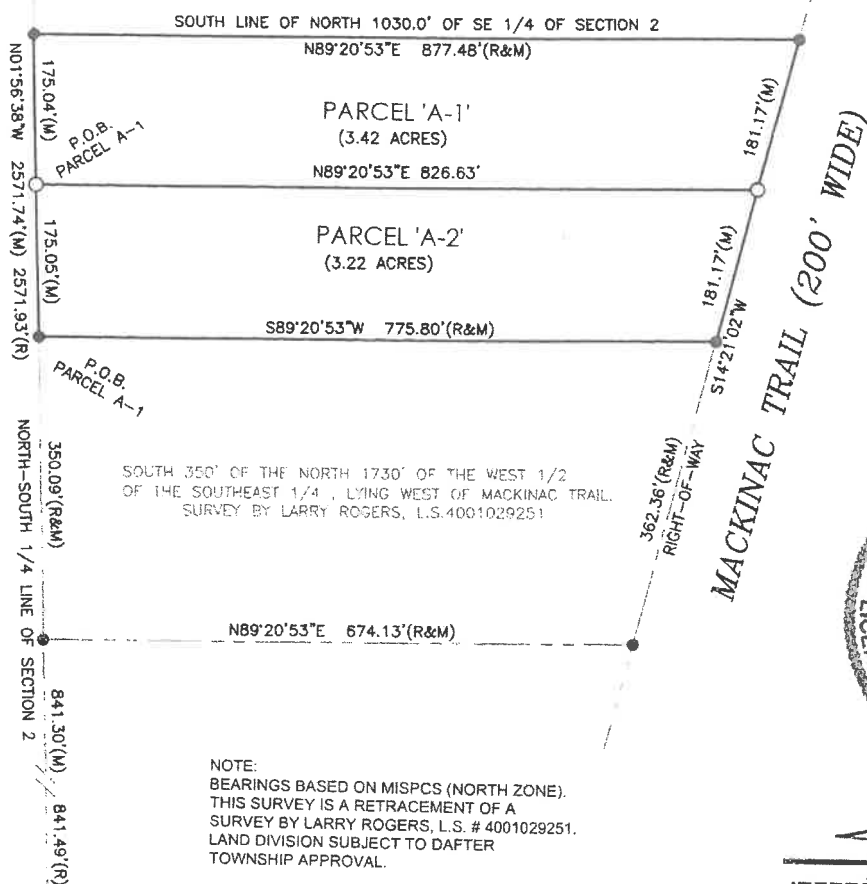 SOUTH LINE OF NORTH 1030.0' OF SE 1/4 OF SECTION 2
N89°20'53"E 877.48'(R&M)
N01°56'38"W 2571.74'(M) 2571.93'(R)
175.04'(M)
PARCEL 'A-1'
(3.42 ACRES)
181.17'(M)
P.O.B.
PARCEL A-1
N89°20'53"E 826.63'
175.05'(M)
PARCEL 'A-2'
(3.22 ACRES)
181.17'(M)
S89°20'53"W 775.80'(R&M)
S14°21'02"W
MACKINAC TRAIL (200' WIDE)
P.O.B.
PARCEL A-1
350.09'(R&M)
NORTH-SOUTH 1/4 LINE OF SECTION 2
SOUTH 350' OF THE NORTH 1730' OF THE WEST 1/2
OF THE SOUTHEAST 1/4 , LYING WEST OF MACKINAC TRAIL.
SURVEY BY LARRY ROGERS, L.S.4001029251
362.36'(R&M)
RIGHT-OF-WAY
N89°20'53"E 674.13'(R&M)
841.30'(M) 841.49'(R)
NOTE:
BEARINGS BASED ON MISPCS (NORTH ZONE).
THIS SURVEY IS A RETRACEMENT OF A
SURVEY BY LARRY ROGERS, L.S. # 4001029251.
LAND DIVISION SUBJECT TO DAFTER
TOWNSHIP APPROVAL.